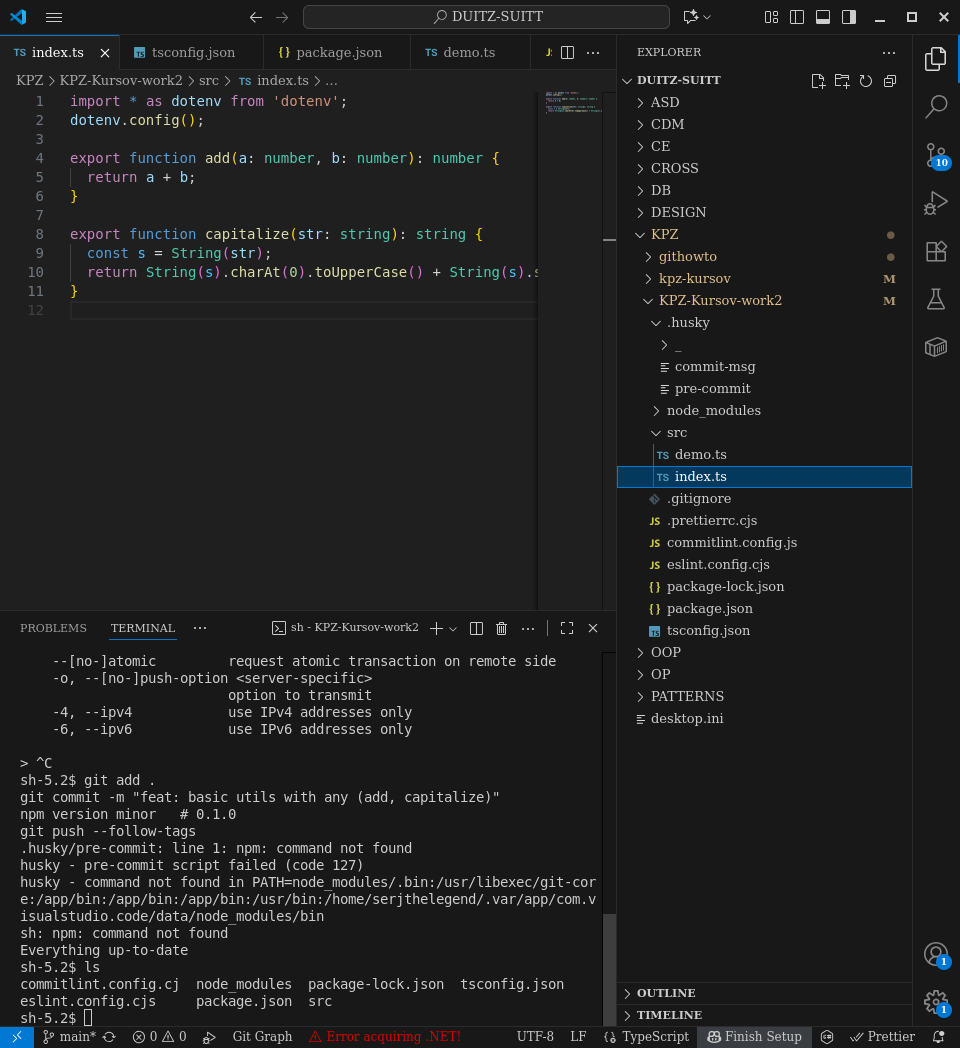 DUITZ-SUITT
TS index.ts
TS tsconfig.json
{} package.json
TS demo.ts
KPZ > KPZ-Kursov-work2 > src > TS index.ts > ...
1 import * as dotenv from 'dotenv';
2 dotenv.config();
3
4 export function add(a: number, b: number): number {
5 return a + b;
6 }
7
8 export function capitalize(str: string): string {
9 const s = String(str);
10 return String(s).charAt(0).toUpperCase() + String(s).s
11 }
12
PROBLEMS TERMINAL ... sh - KPZ-Kursov-work2
--[no-]atomic request atomic transaction on remote side
-o, --[no-]push-option <server-specific>
option to transmit
-4, --ipv4 use IPv4 addresses only
-6, --ipv6 use IPv6 addresses only
> ^C
sh-5.2$ git add .
git commit -m "feat: basic utils with any (add, capitalize)"
npm version minor # 0.1.0
git push --follow-tags
.husky/pre-commit: line 1: npm: command not found
husky - pre-commit script failed (code 127)
husky - command not found in PATH=node_modules/.bin:/usr/libexec/git-cor
e:/app/bin:/app/bin:/app/bin:/usr/bin:/home/serjthelegend/.var/app/com.v
isualstudio.code/data/node_modules/bin
sh: npm: command not found
Everything up-to-date
sh-5.2$ ls
commitlint.config.cj node_modules package-lock.json tsconfig.json
eslint.config.cjs package.json src
sh-5.2$
EXPLORER
DUITZ-SUITT
ASD
CDM
CE
CROSS
DB
DESIGN
KPZ
githowto
kpz-kursov M
KPZ-Kursov-work2 M
.husky
_
commit-msg
pre-commit
node_modules
src
TS demo.ts
TS index.ts
.gitignore
JS .prettierrc.cjs
JS commitlint.config.js
JS eslint.config.cjs
{} package-lock.json
{} package.json
TS tsconfig.json
OOP
OP
PATTERNS
desktop.ini
OUTLINE
TIMELINE
10
1
1
main* 0 0 Git Graph Error acquiring .NET! UTF-8 LF {} TypeScript Finish Setup Prettier